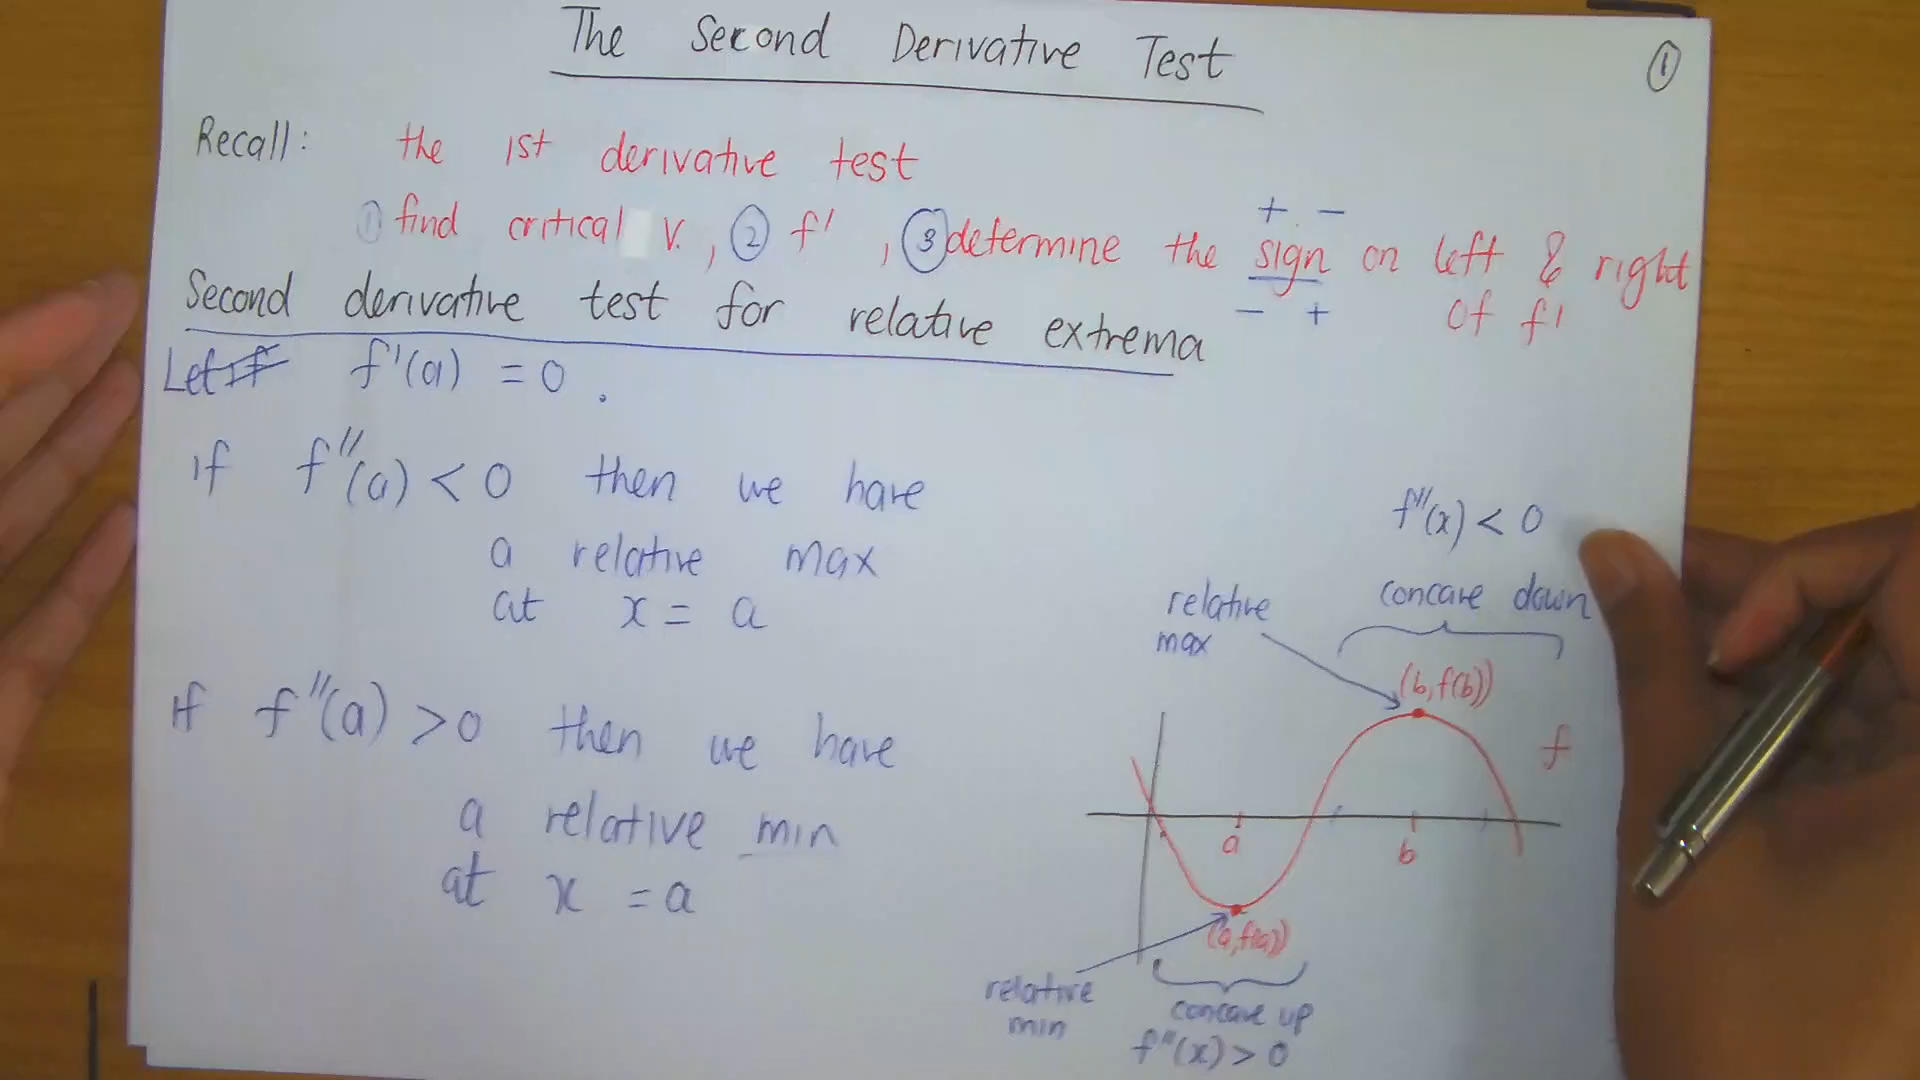 The Second Derivative Test
①
Recall: the 1st derivative test
+ -
① find critical v., ② f', ③ determine the sign on left & right
- +
of f'
Second derivative test for relative extrema
Let f'(a) = 0.
if f''(a) < 0 then we have
a relative max
at x = a
if f''(a) > 0 then we have
a relative min
at x = a
f''(x) < 0
concave down
relative
max
(b, f(b))
f
a
b
(a, f(a))
relative
min
concave up
f''(x) > 0